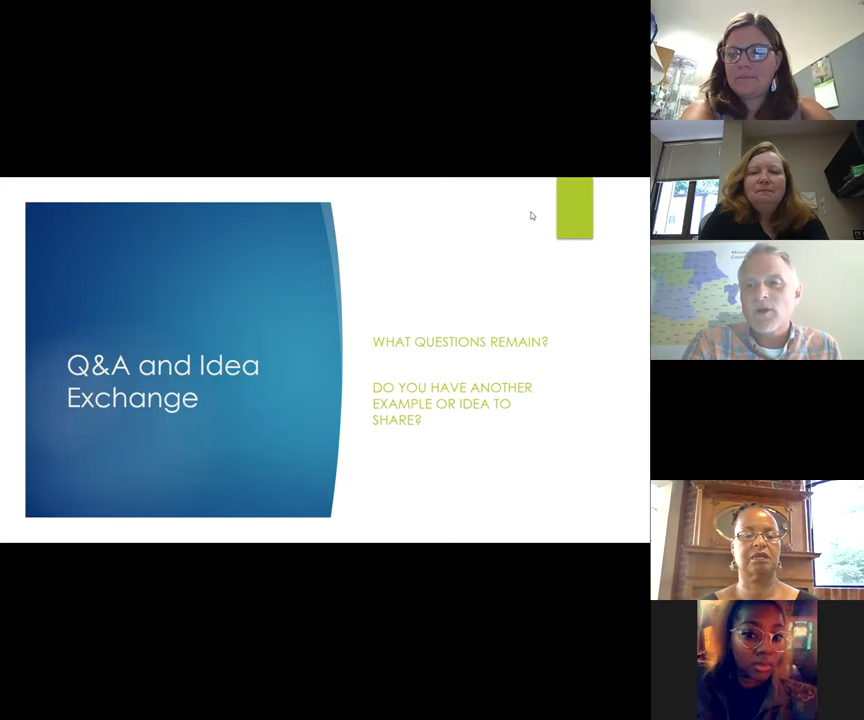 Q&A and Idea
Exchange
WHAT QUESTIONS REMAIN?
DO YOU HAVE ANOTHER
EXAMPLE OR IDEA TO
SHARE?